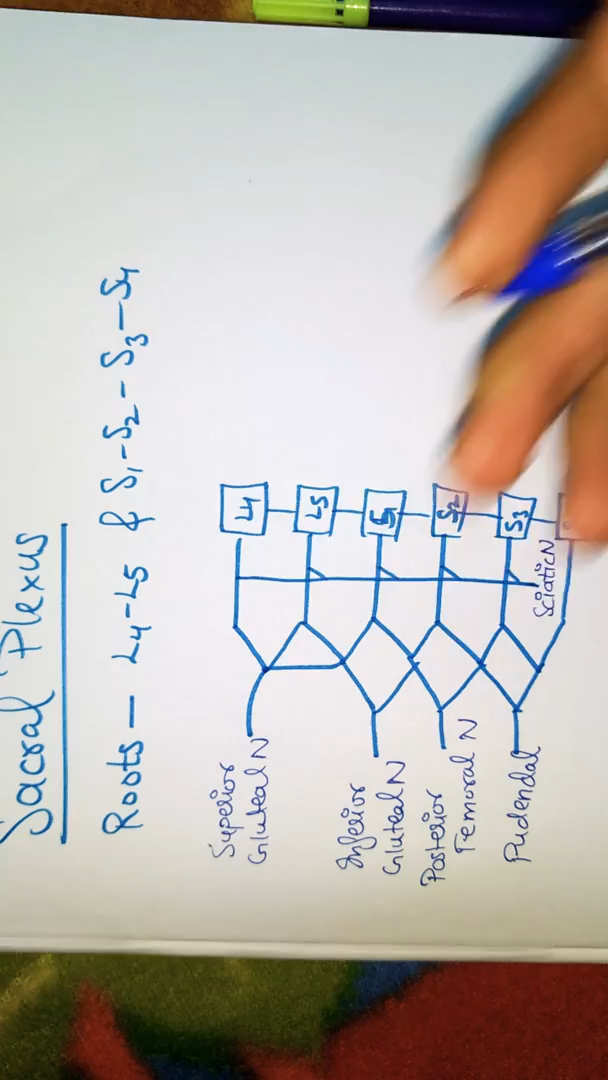 Sacral Plexus
Roots — L4-L5 & S1-S2-S3-S4
L4
L5
S1
S2
S3
Sciatic N
Superior
Gluteal N
Inferior
Gluteal N
Posterior
Femoral N
Pudendal